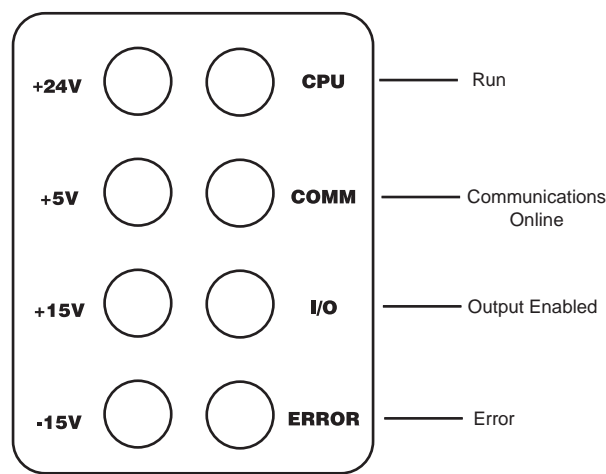 +24V CPU Run
+5V COMM Communications
Online
+15V I/O Output Enabled
-15V ERROR Error